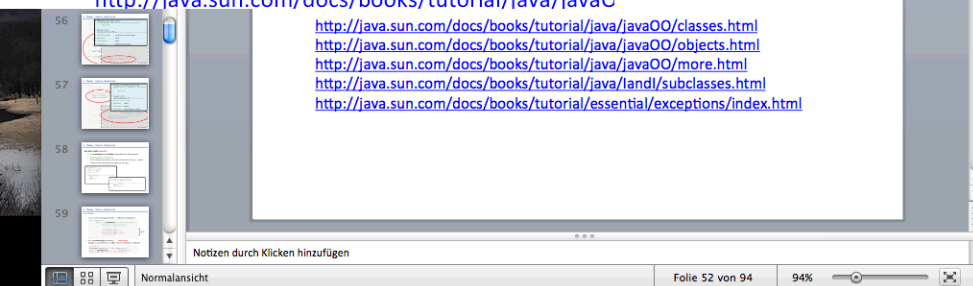 http://java.sun.com/docs/books/tutorial/java/javaO
http://java.sun.com/docs/books/tutorial/java/javaOO/classes.html
http://java.sun.com/docs/books/tutorial/java/javaOO/objects.html
http://java.sun.com/docs/books/tutorial/java/javaOO/more.html
http://java.sun.com/docs/books/tutorial/java/landI/subclasses.html
http://java.sun.com/docs/books/tutorial/essential/exceptions/index.html
56
57
58
59
Notizen durch Klicken hinzufügen
Normalansicht
Folie 52 von 94
94%